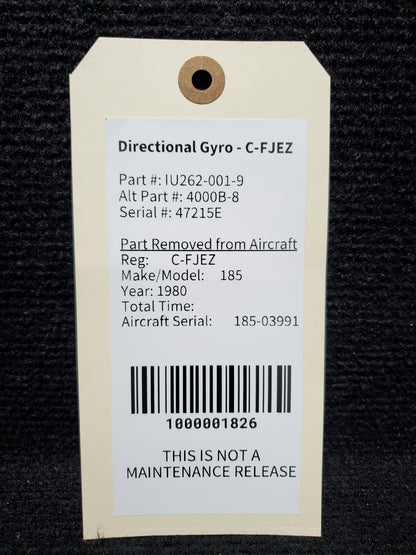 Directional Gyro - C-FJEZ
Part #: IU262-001-9
Alt Part #: 4000B-8
Serial #: 47215E
Part Removed from Aircraft
Reg: C-FJEZ
Make/Model: 185
Year: 1980
Total Time:
Aircraft Serial: 185-03991
1000001826
THIS IS NOT A
MAINTENANCE RELEASE